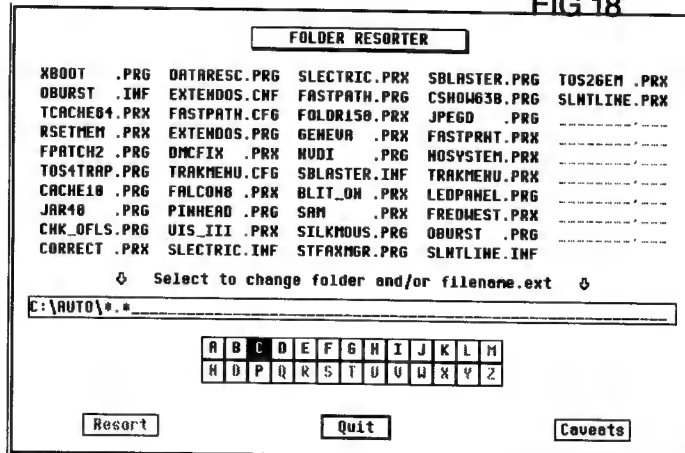 FIG 18
FOLDER RESORTER
XBOOT .PRG DATARESC.PRG SLECTRIC.PRX SBLASTER.PRG TOS2GEM .PRX
OBURST .INF EXTENDOS.CNF FASTPATH.PRX CSHOW63B.PRG SLNTLINE.PRX
TCACHE84.PRX FASTPATH.CFG FOLDR150.PRX JPEGD .PRG
RSETMEM .PRX EXTENDOS.PRG GENEVA .PRX FASTPRNT.PRX
FPATCH2 .PRG DMCFIX .PRX NVDI .PRG NOSYSTEM.PRX
TOS4TRAP.PRG TRAKMENU.CFG SBLASTER.INF TRAKMENU.PRX
CACHE18 .PRG FALCON8 .PRX BLIT_ON .PRX LEDPANEL.PRG
JAR48 .PRG PINHEAD .PRG SAM .PRX FREDWEST.PRX
CHK_OFLS.PRG UIS_III .PRX SILKMOUS.PRG OBURST .PRG
CORRECT .PRX SLECTRIC.INF STFAXMGR.PRG SLNTLINE.INF
⇩ Select to change folder and/or filename.ext ⇩
C:\AUTO\*.*
A B C D E F G H I J K L M
N O P Q R S T U V W X Y Z
Resort Quit Caveats